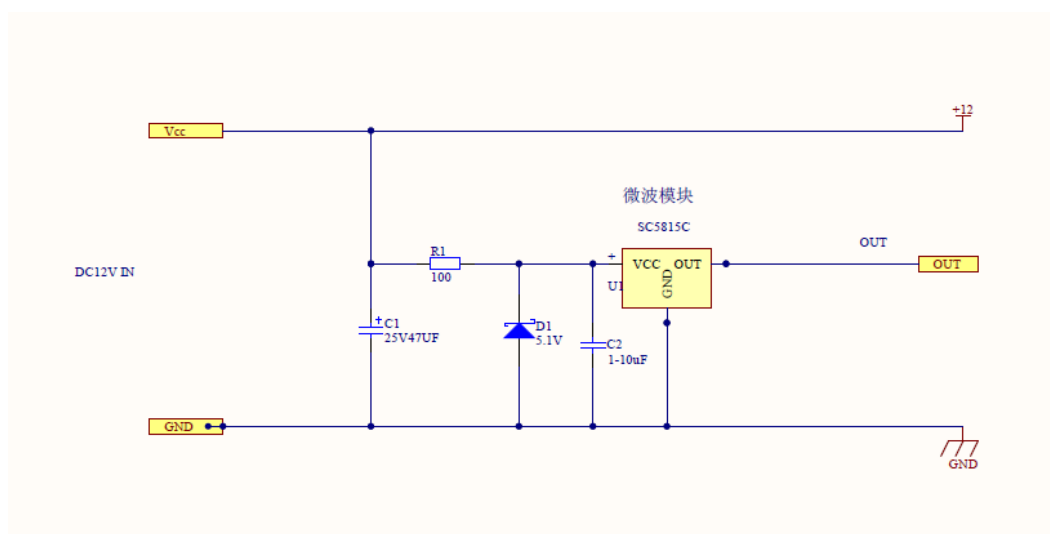 +12
Vcc
微波模块
SC5815C
OUT
R1
+
VCC OUT
OUT
DC12V IN
100
GND
U1
+
C1
25V47UF
D1
5.1V
C2
1-10uF
GND
GND